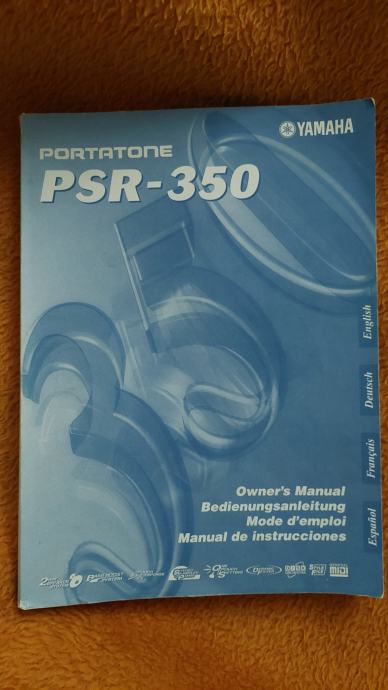 YAMAHA
PORTATONE
PSR-350
English
Deutsch
Français
Español
Owner's Manual
Bedienungsanleitung
Mode d'emploi
Manual de instrucciones
MIDI